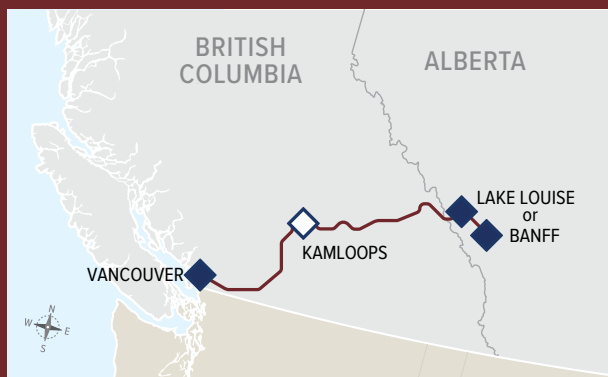 BRITISH
COLUMBIA
ALBERTA
LAKE LOUISE
or
BANFF
KAMLOOPS
VANCOUVER
N
W
E
S